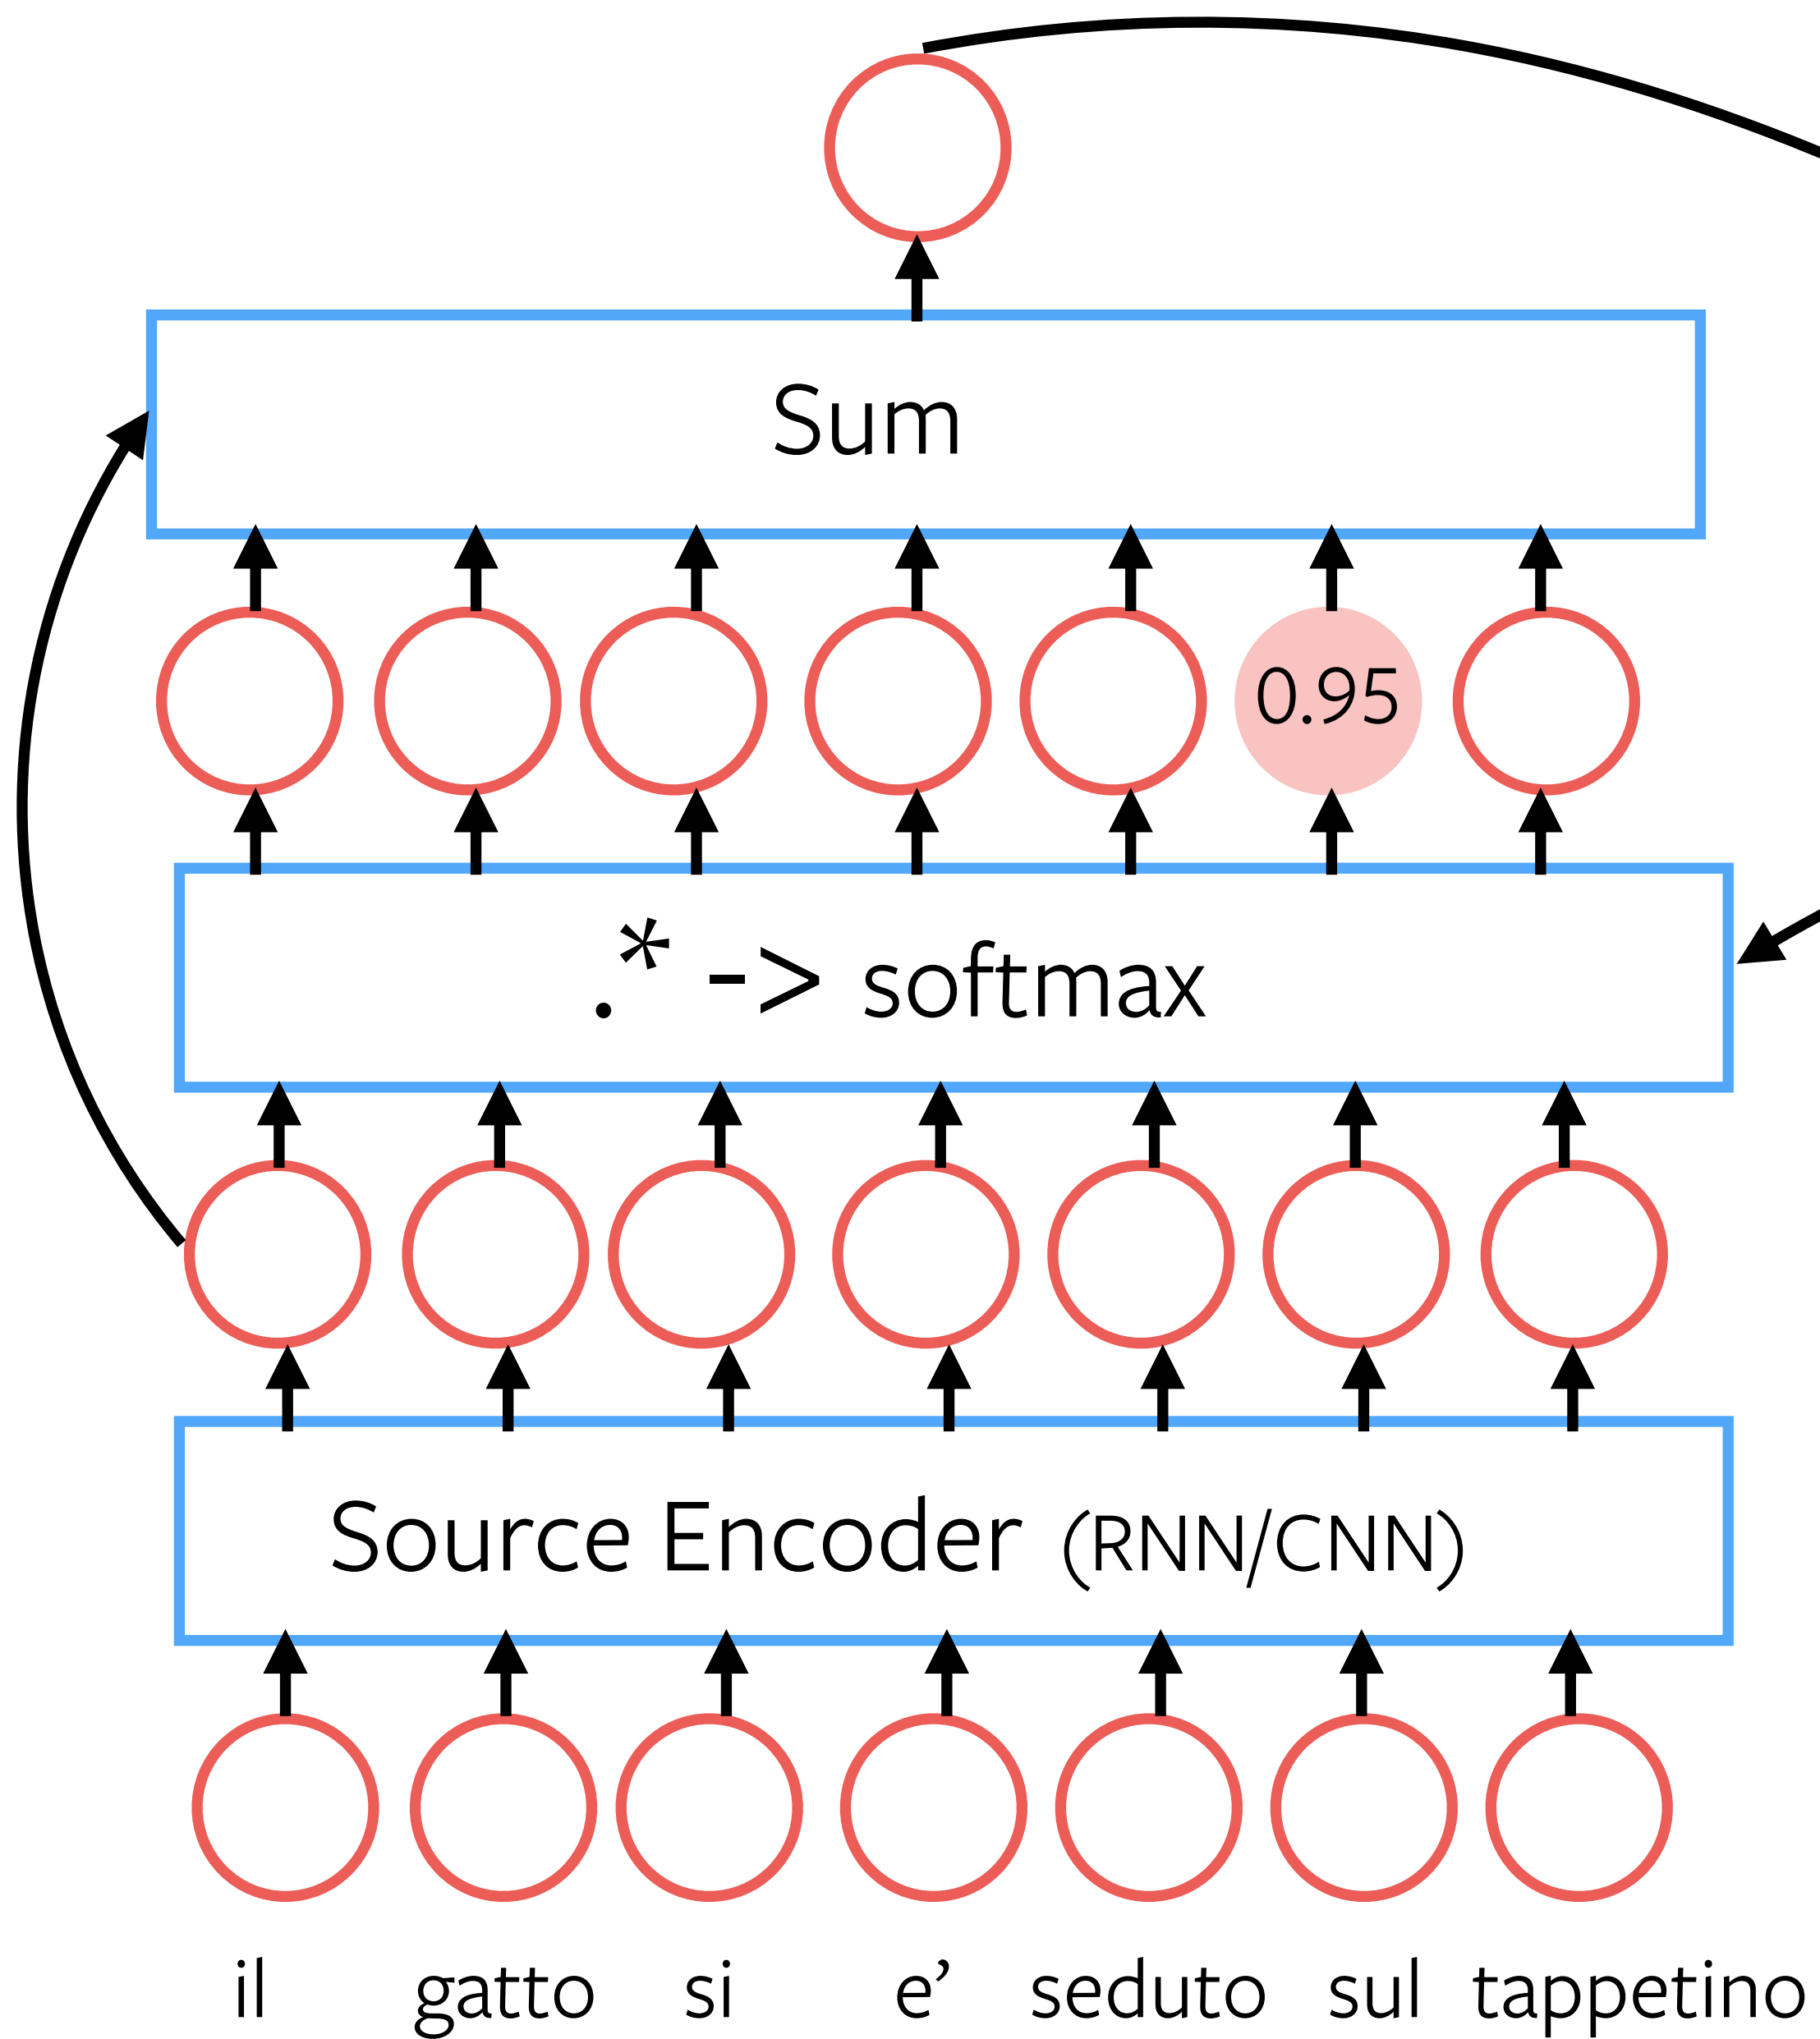 Sum
0.95
.* -> softmax
Source Encoder (RNN/CNN)
il gatto si e’ seduto sul tappetino